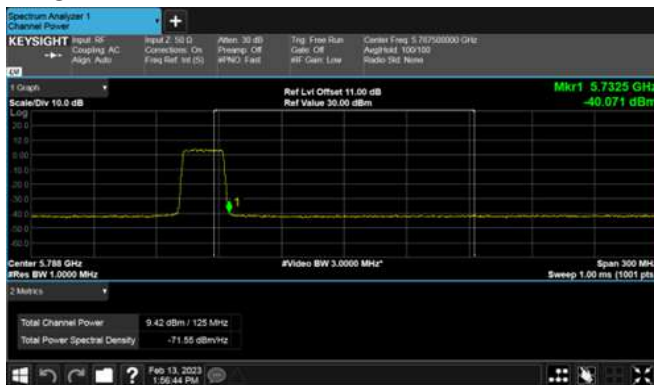 Spectrum Analyzer 1
Channel Power
+
KEYSIGHT
Input: RF
Coupling: AC
Align: Auto
Input Z: 50 Ω
Corrections: On
Freq Ref: Int (S)
Atten: 30 dB
Preamp: Off
#PNO: Fast
Trig: Free Run
Gate: Off
#IF Gain: Low
Center Freq: 5.787500000 GHz
Avg|Hold: 100/100
Radio Std: None
LM
1 Graph
Scale/Div 10.0 dB
Ref Lvl Offset 11.00 dB
Ref Value 30.00 dBm
Mkr1 5.7325 GHz
-40.071 dBm
Log
20.0
10.0
0.00
-10.0
-20.0
-30.0
-40.0
-50.0
-60.0
1
Center 5.788 GHz
#Res BW 1.0000 MHz
#Video BW 3.0000 MHz*
Span 300 MHz
Sweep 1.00 ms (1001 pts)
2 Metrics
Total Channel Power 9.42 dBm / 125 MHz
Total Power Spectral Density -71.55 dBm/Hz
?
Feb 13, 2023
1:56:44 PM